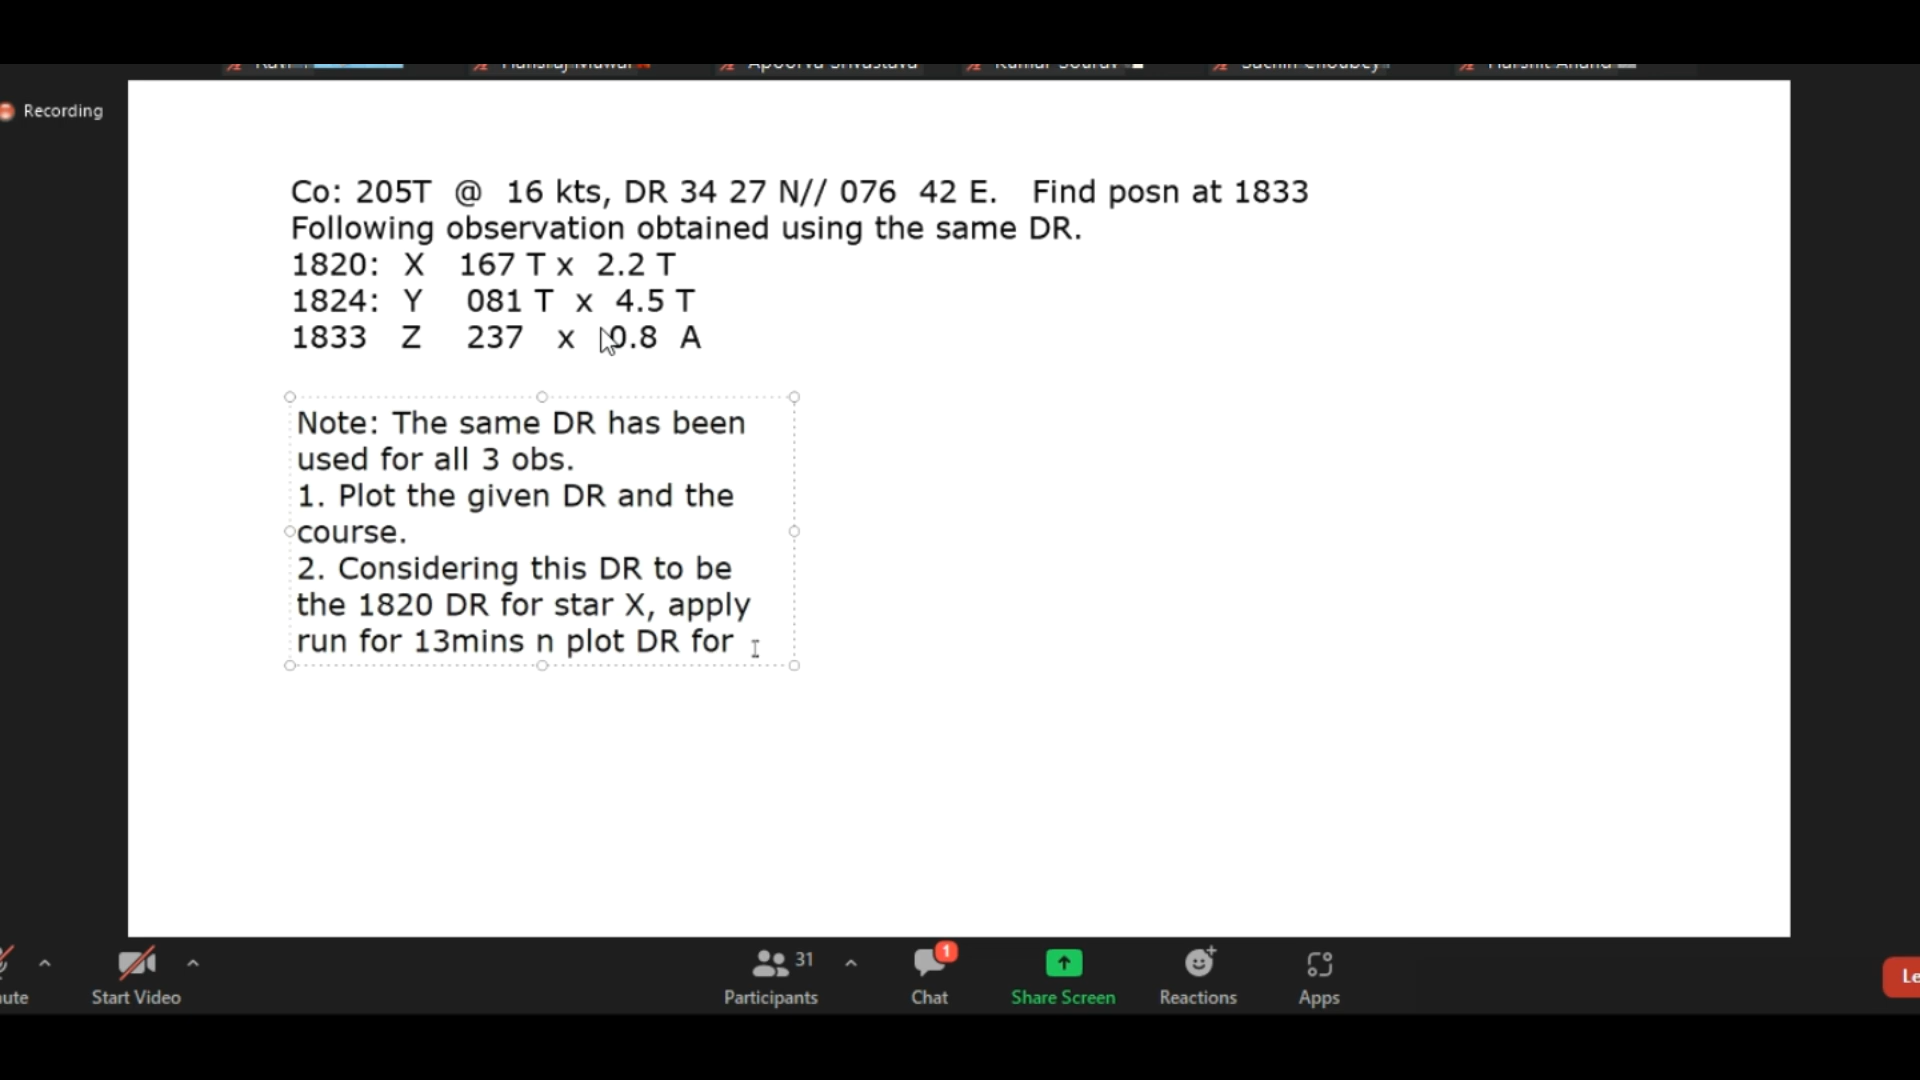 Recording
Co: 205T @ 16 kts, DR 34 27 N// 076 42 E. Find posn at 1833
Following observation obtained using the same DR.
1820: X 167 T x 2.2 T
1824: Y 081 T x 4.5 T
1833 Z 237 x 0.8 A
Note: The same DR has been
used for all 3 obs.
1. Plot the given DR and the
course.
2. Considering this DR to be
the 1820 DR for star X, apply
run for 13mins n plot DR for
31
1
Start Video
Participants
Chat
Share Screen
Reactions
Apps